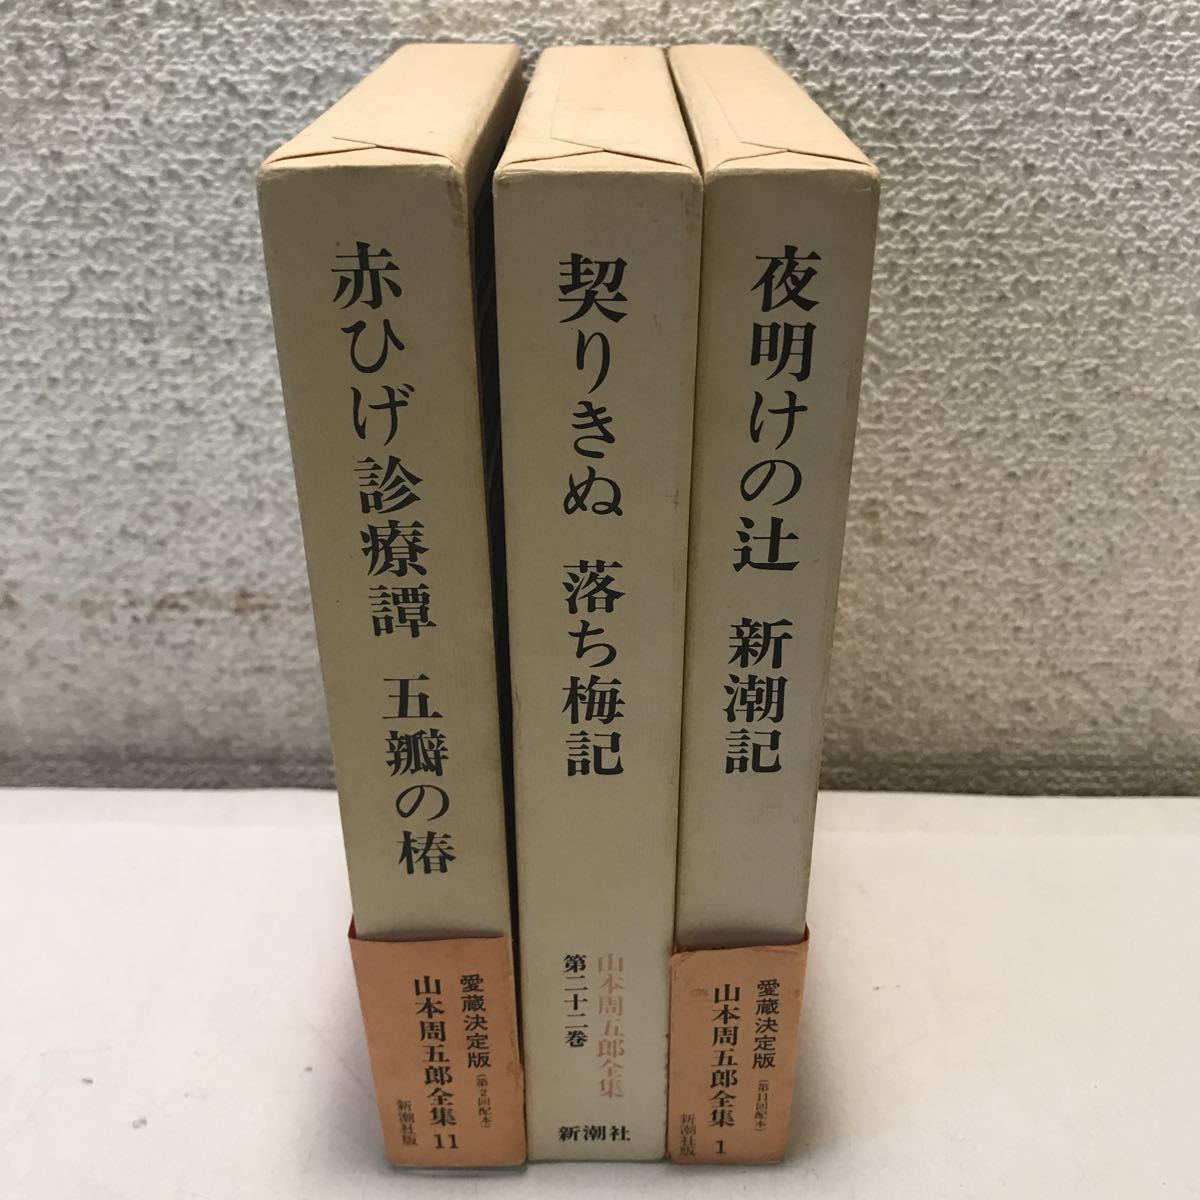 赤ひげ診療譚 五瓣の椿
愛蔵決定版(第2回配本)
山本周五郎全集 11
新潮社版
契りきぬ 落ち梅記
山本周五郎全集
第二十二巻
新潮社
夜明けの辻 新潮記
愛蔵決定版(第11回配本)
山本周五郎全集 1
新潮社版